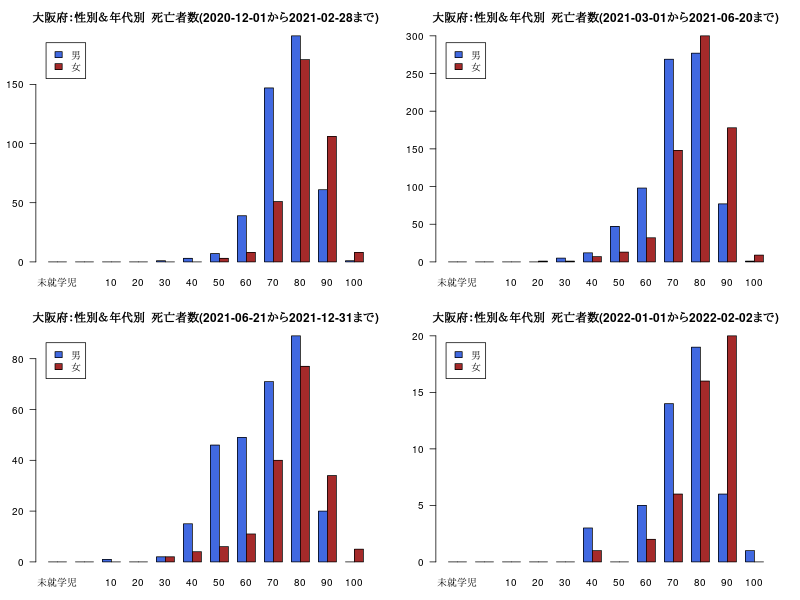 大阪府：性別＆年代別 死亡者数(2020-12-01から2021-02-28まで)
男
女
150
100
50
0
未就学児 10 20 30 40 50 60 70 80 90 100
大阪府：性別＆年代別 死亡者数(2021-03-01から2021-06-20まで)
男
女
300
250
200
150
100
50
0
未就学児 10 20 30 40 50 60 70 80 90 100
大阪府：性別＆年代別 死亡者数(2021-06-21から2021-12-31まで)
男
女
80
60
40
20
0
未就学児 10 20 30 40 50 60 70 80 90 100
大阪府：性別＆年代別 死亡者数(2022-01-01から2022-02-02まで)
男
女
20
15
10
5
0
未就学児 10 20 30 40 50 60 70 80 90 100